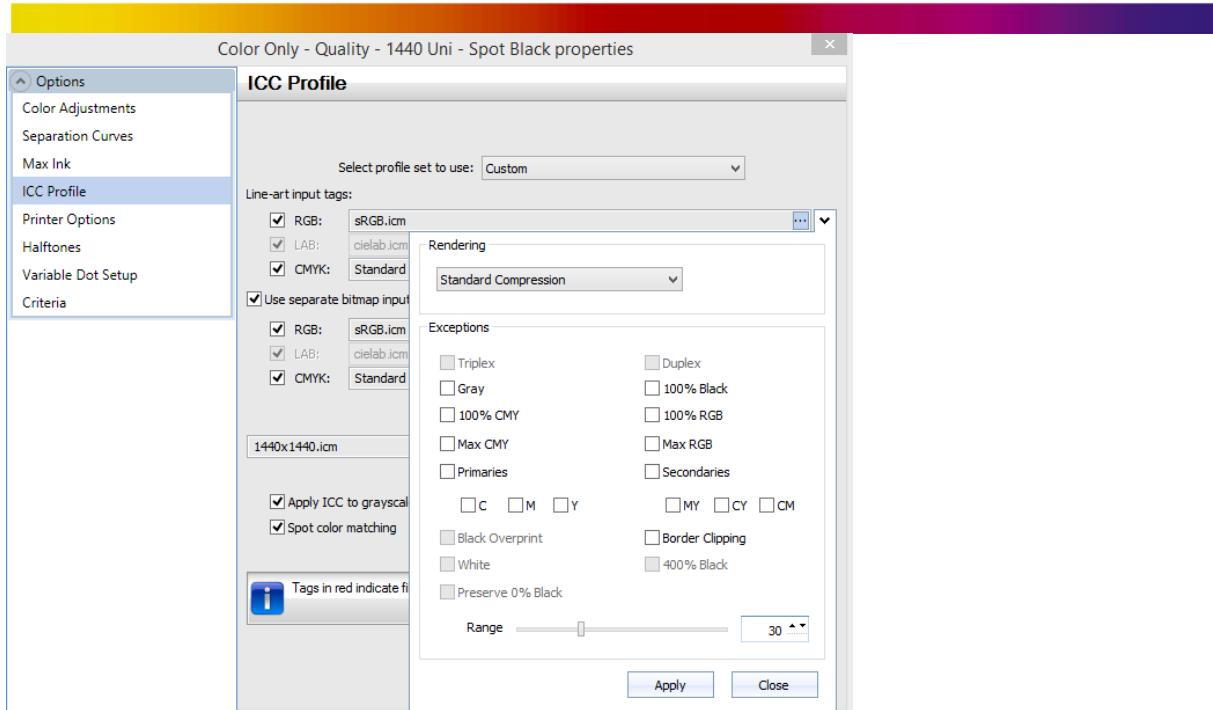 Color Only - Quality - 1440 Uni - Spot Black properties
Options
Color Adjustments
Separation Curves
Max Ink
ICC Profile
Printer Options
Halftones
Variable Dot Setup
Criteria
ICC Profile
Select profile set to use: Custom
Line-art input tags:
RGB: sRGB.icm
LAB: cielab.icm
CMYK: Standard
Use separate bitmap input
RGB: sRGB.icm
LAB: cielab.icm
CMYK: Standard
1440x1440.icm
Apply ICC to grayscal
Spot color matching
Tags in red indicate fi
Rendering
Standard Compression
Exceptions
Triplex Duplex
Gray 100% Black
100% CMY 100% RGB
Max CMY Max RGB
Primaries Secondaries
C M Y MY CY CM
Black Overprint Border Clipping
White 400% Black
Preserve 0% Black
Range 30
Apply Close